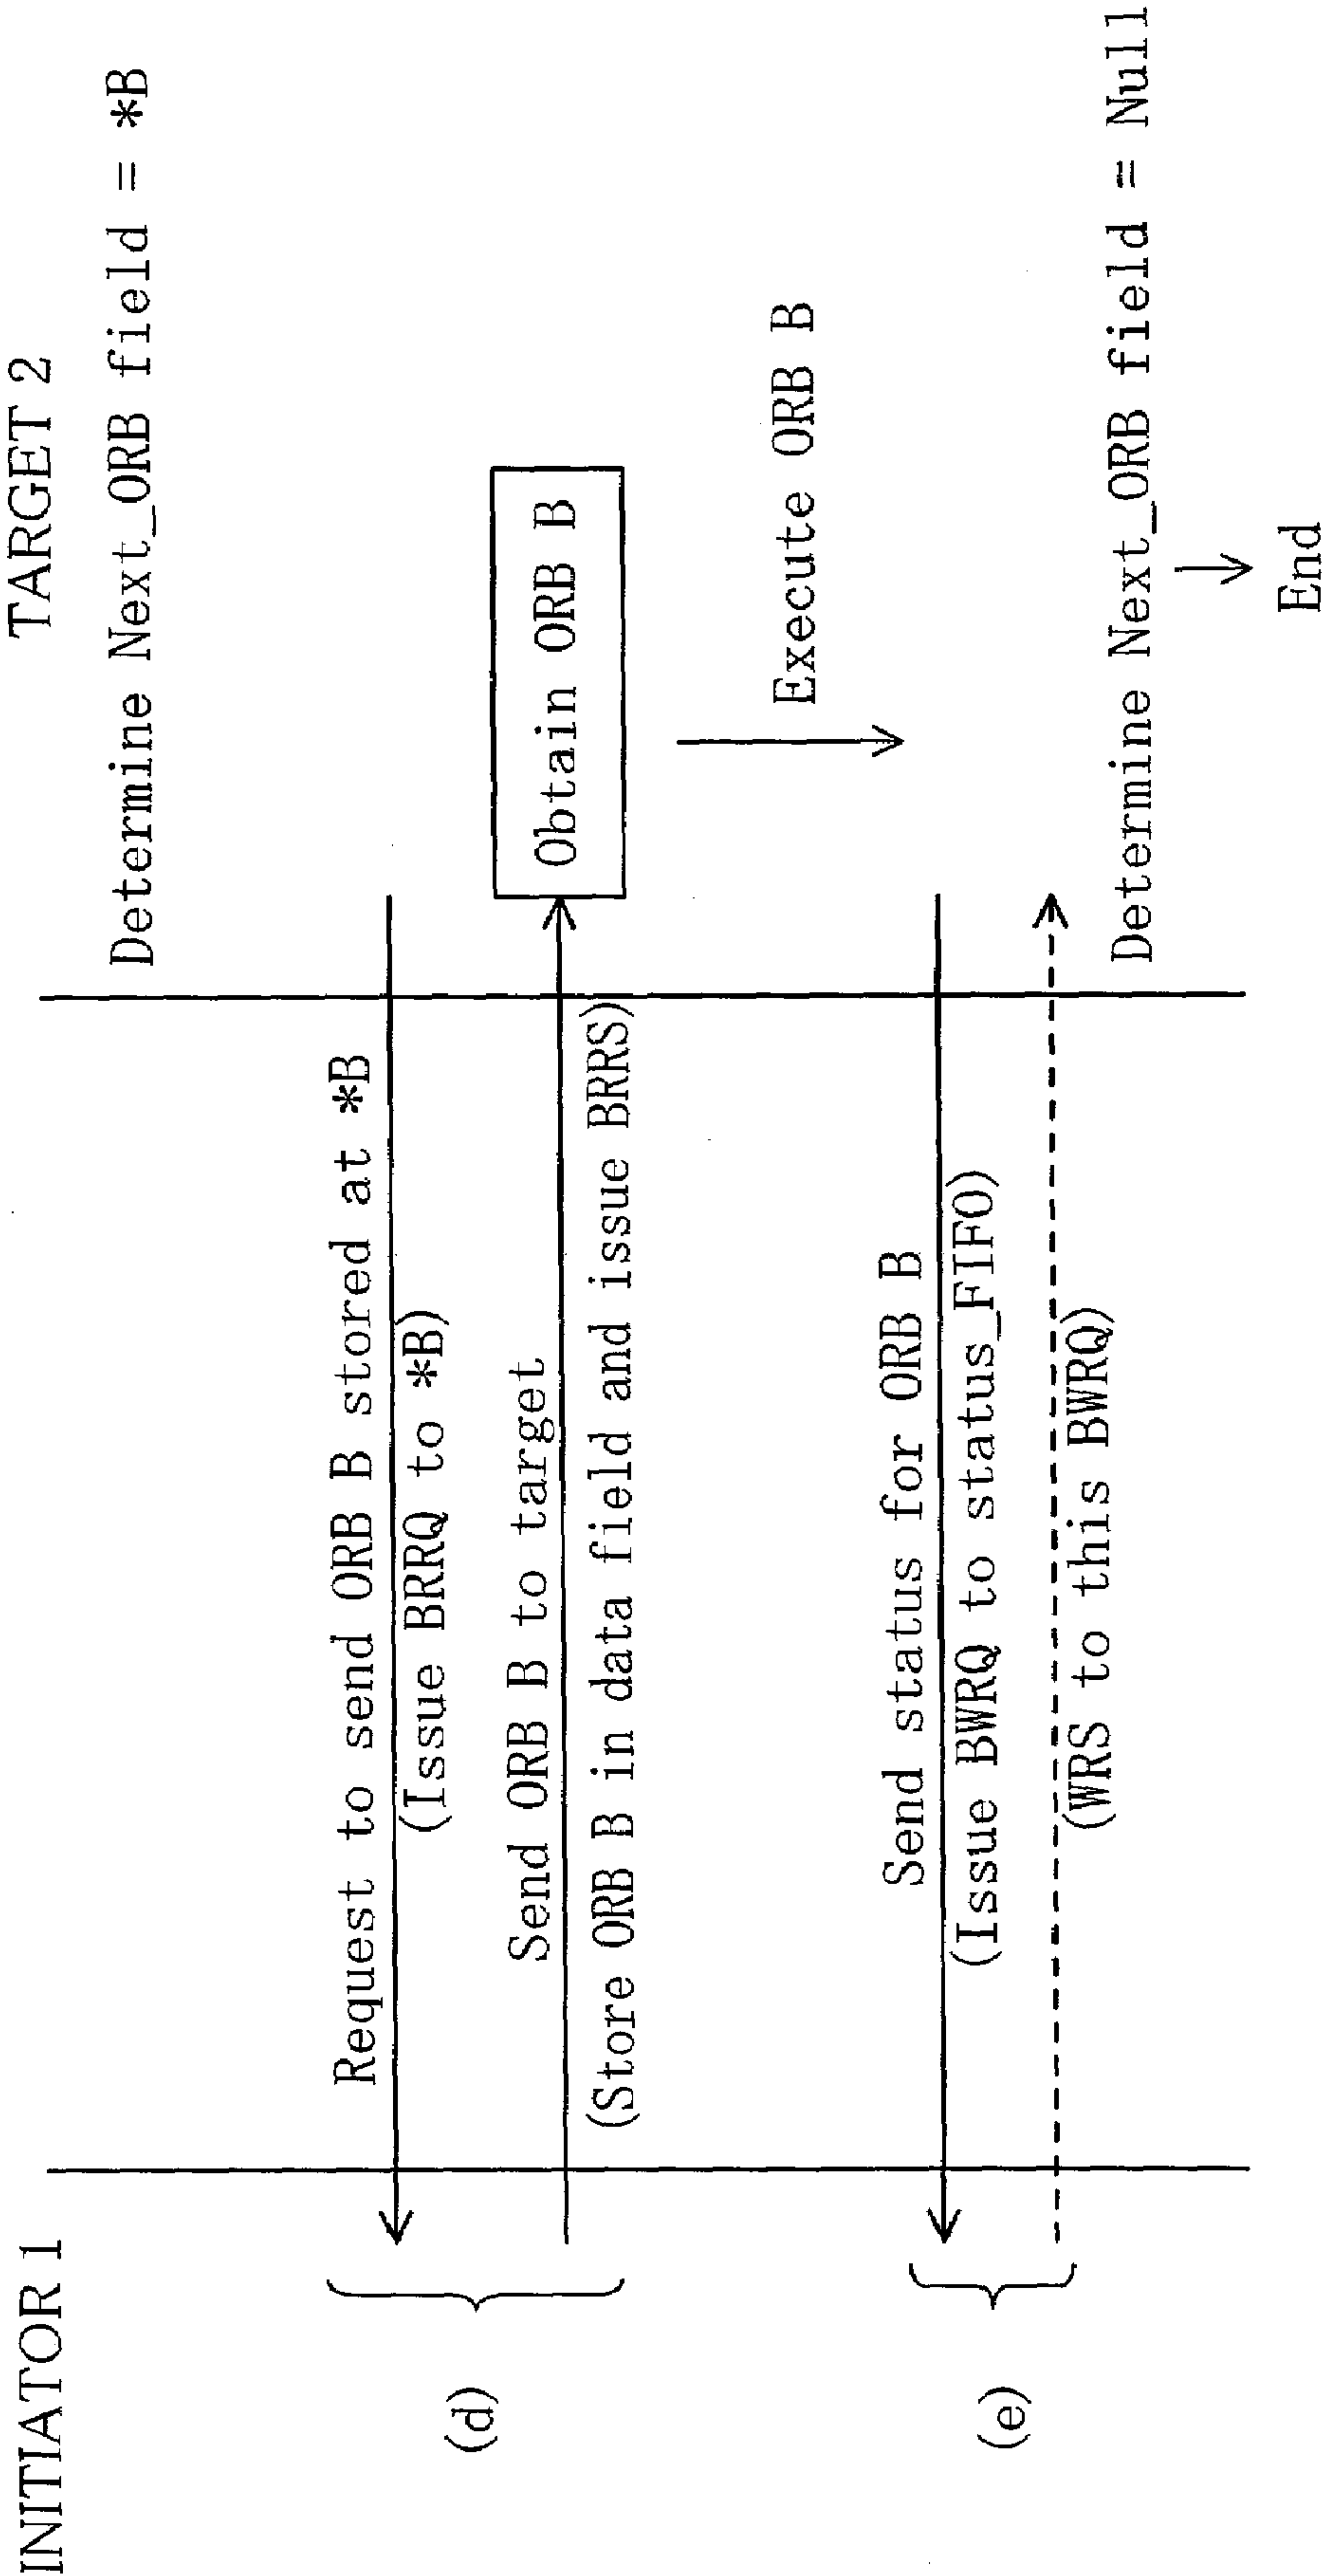 INITIATOR 1
TARGET 2
Determine Next_ORB field = *B
Request to send ORB B stored at *B
(Issue BRRQ to *B)
(d)
Send ORB B to target
Obtain ORB B
(Store ORB B in data field and issue BRRS)
Execute ORB B
Send status for ORB B
(Issue BWRQ to status_FIFO)
(e)
(WRS to this BWRQ)
Determine Next_ORB field = Null
End